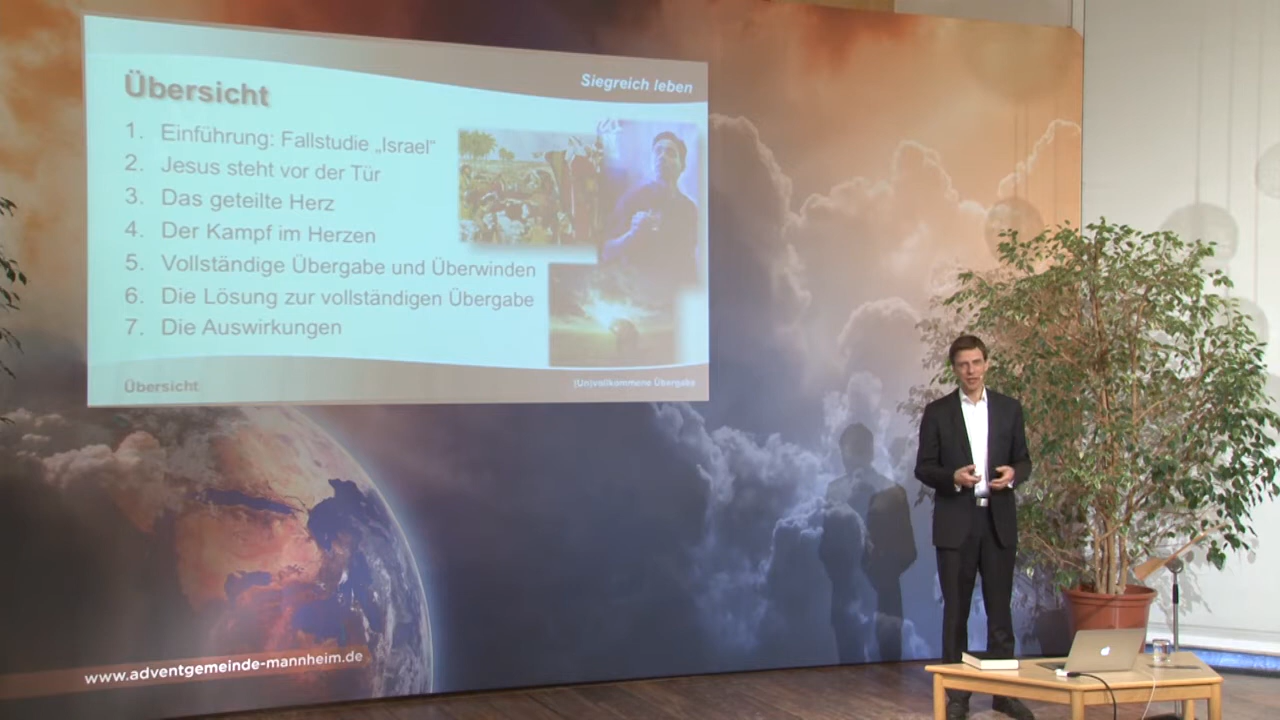 Siegreich leben
Übersicht
1. Einführung: Fallstudie „Israel“
2. Jesus steht vor der Tür
3. Das geteilte Herz
4. Der Kampf im Herzen
5. Vollständige Übergabe und Überwinden
6. Die Lösung zur vollständigen Übergabe
7. Die Auswirkungen
Übersicht
(Un)vollkommene Übergabe
www.adventgemeinde-mannheim.de